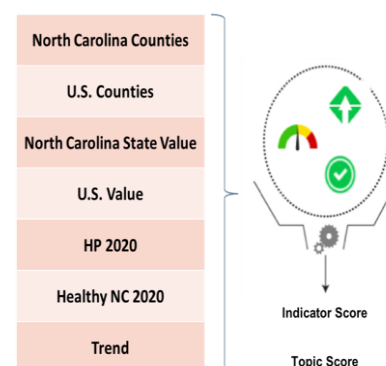 North Carolina Counties
U.S. Counties
North Carolina State Value
U.S. Value
HP 2020
Healthy NC 2020
Trend
Indicator Score
Topic Score